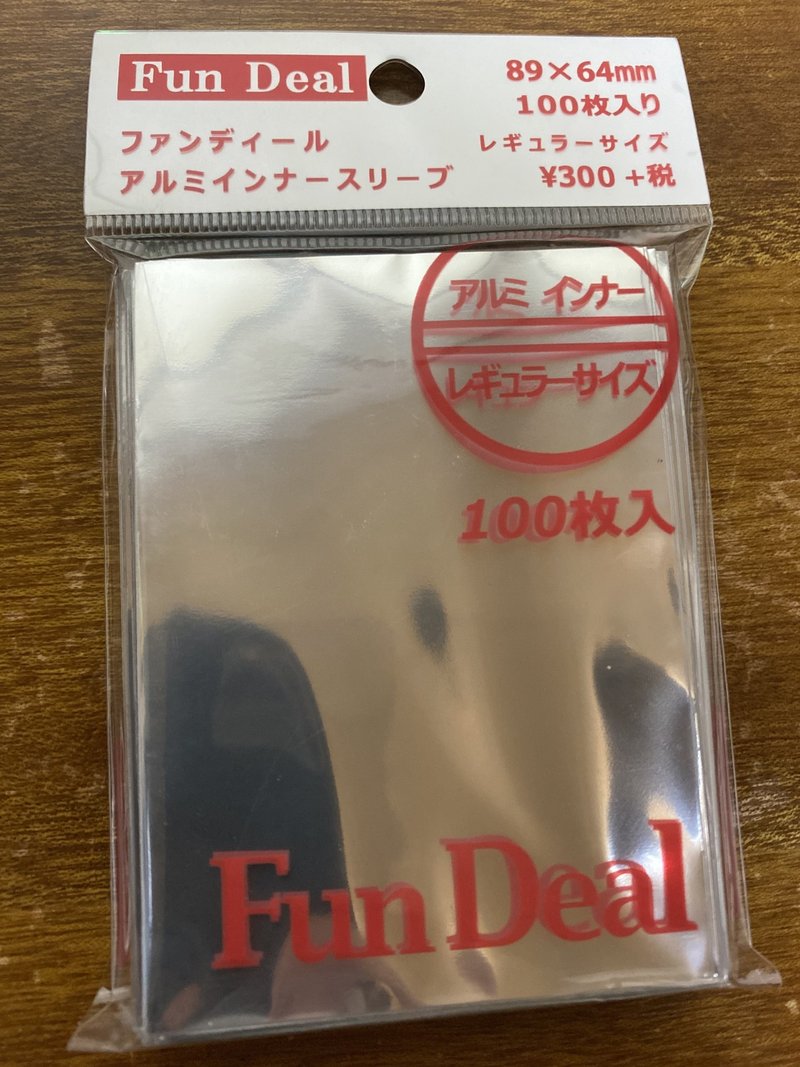 Fun Deal
ファンディール
アルミインナースリーブ
89×64mm
100枚入り
レギュラーサイズ
¥300+税
アルミ インナー
レギュラーサイズ
100枚入
Fun Deal